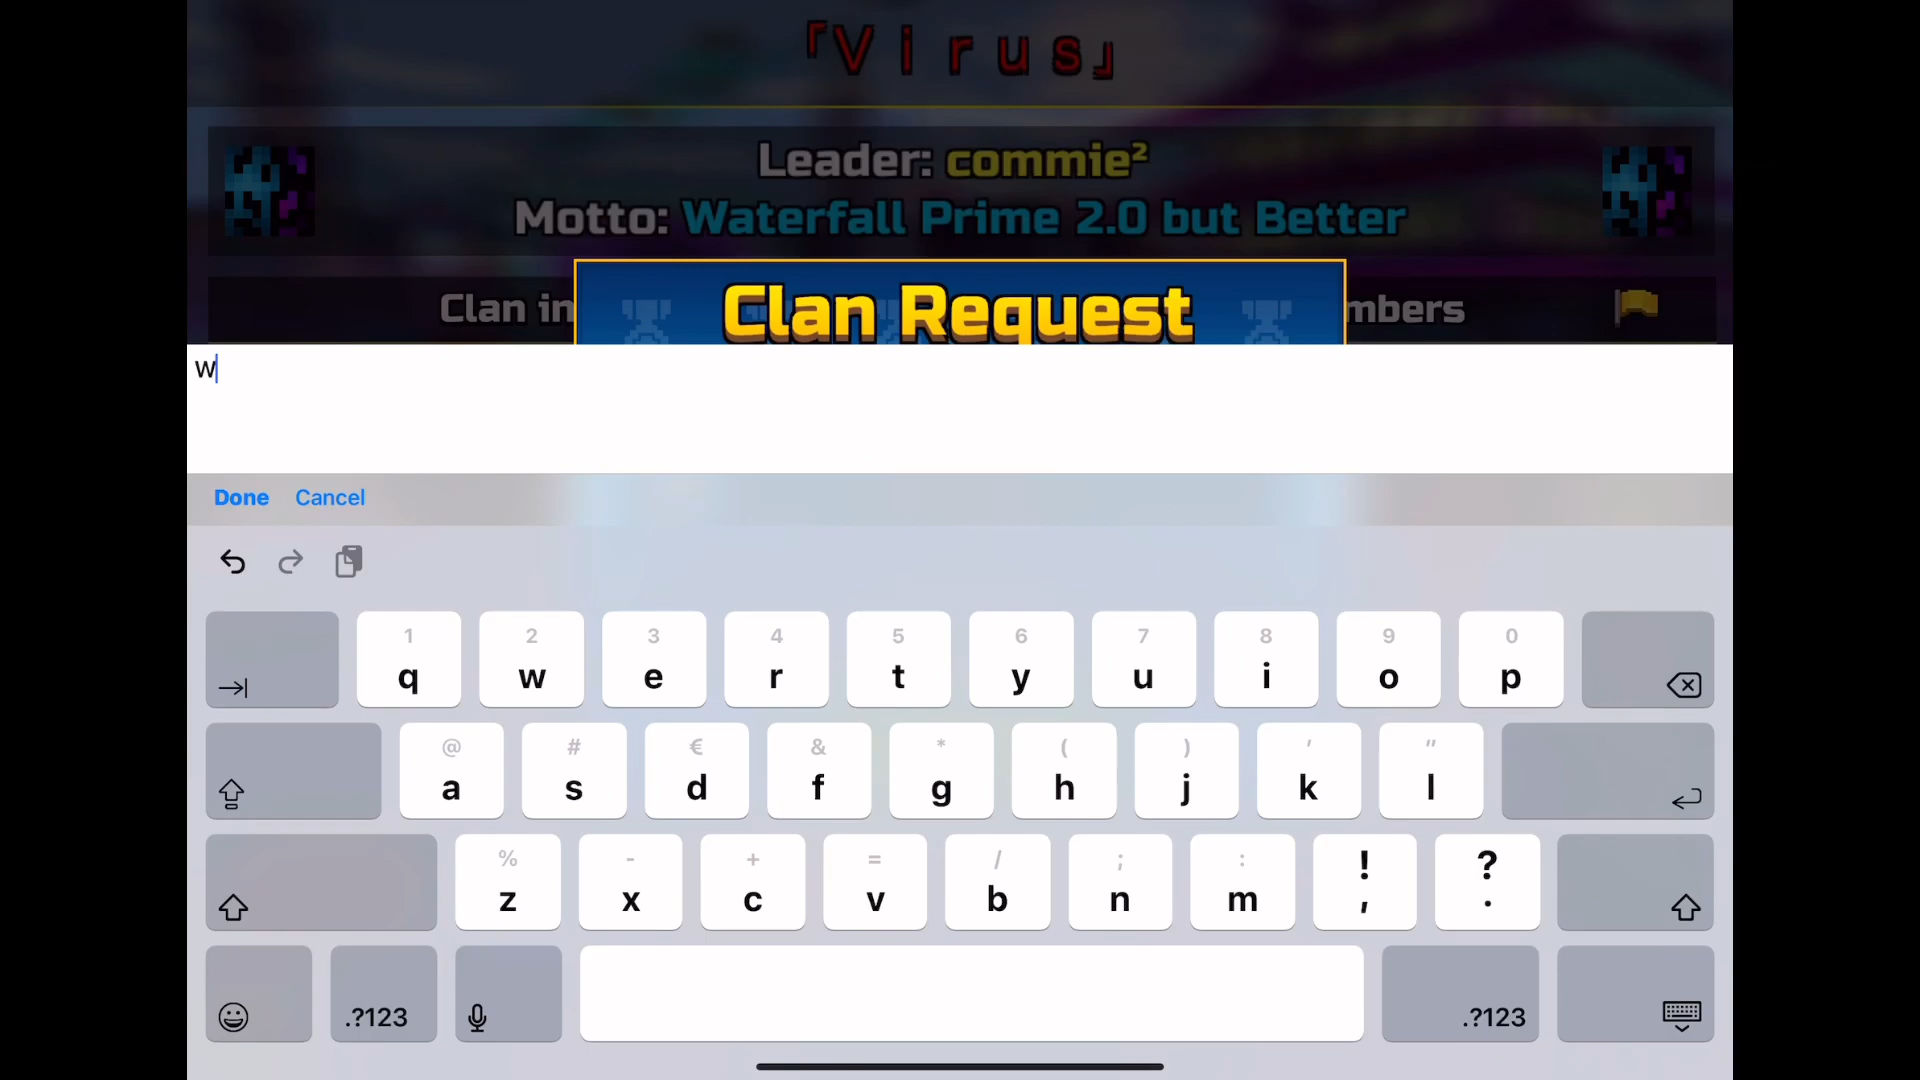 「Virus」
Leader: commie²
Motto: Waterfall Prime 2.0 but Better
Clan in
Clan Request
mbers
W
Done Cancel
1 2 3 4 5 6 7 8 9 0
q w e r t y u i o p
@ # € & * ( ) ' "
a s d f g h j k l
% - + = / ; : ! ?
z x c v b n m , .
.?123 .?123